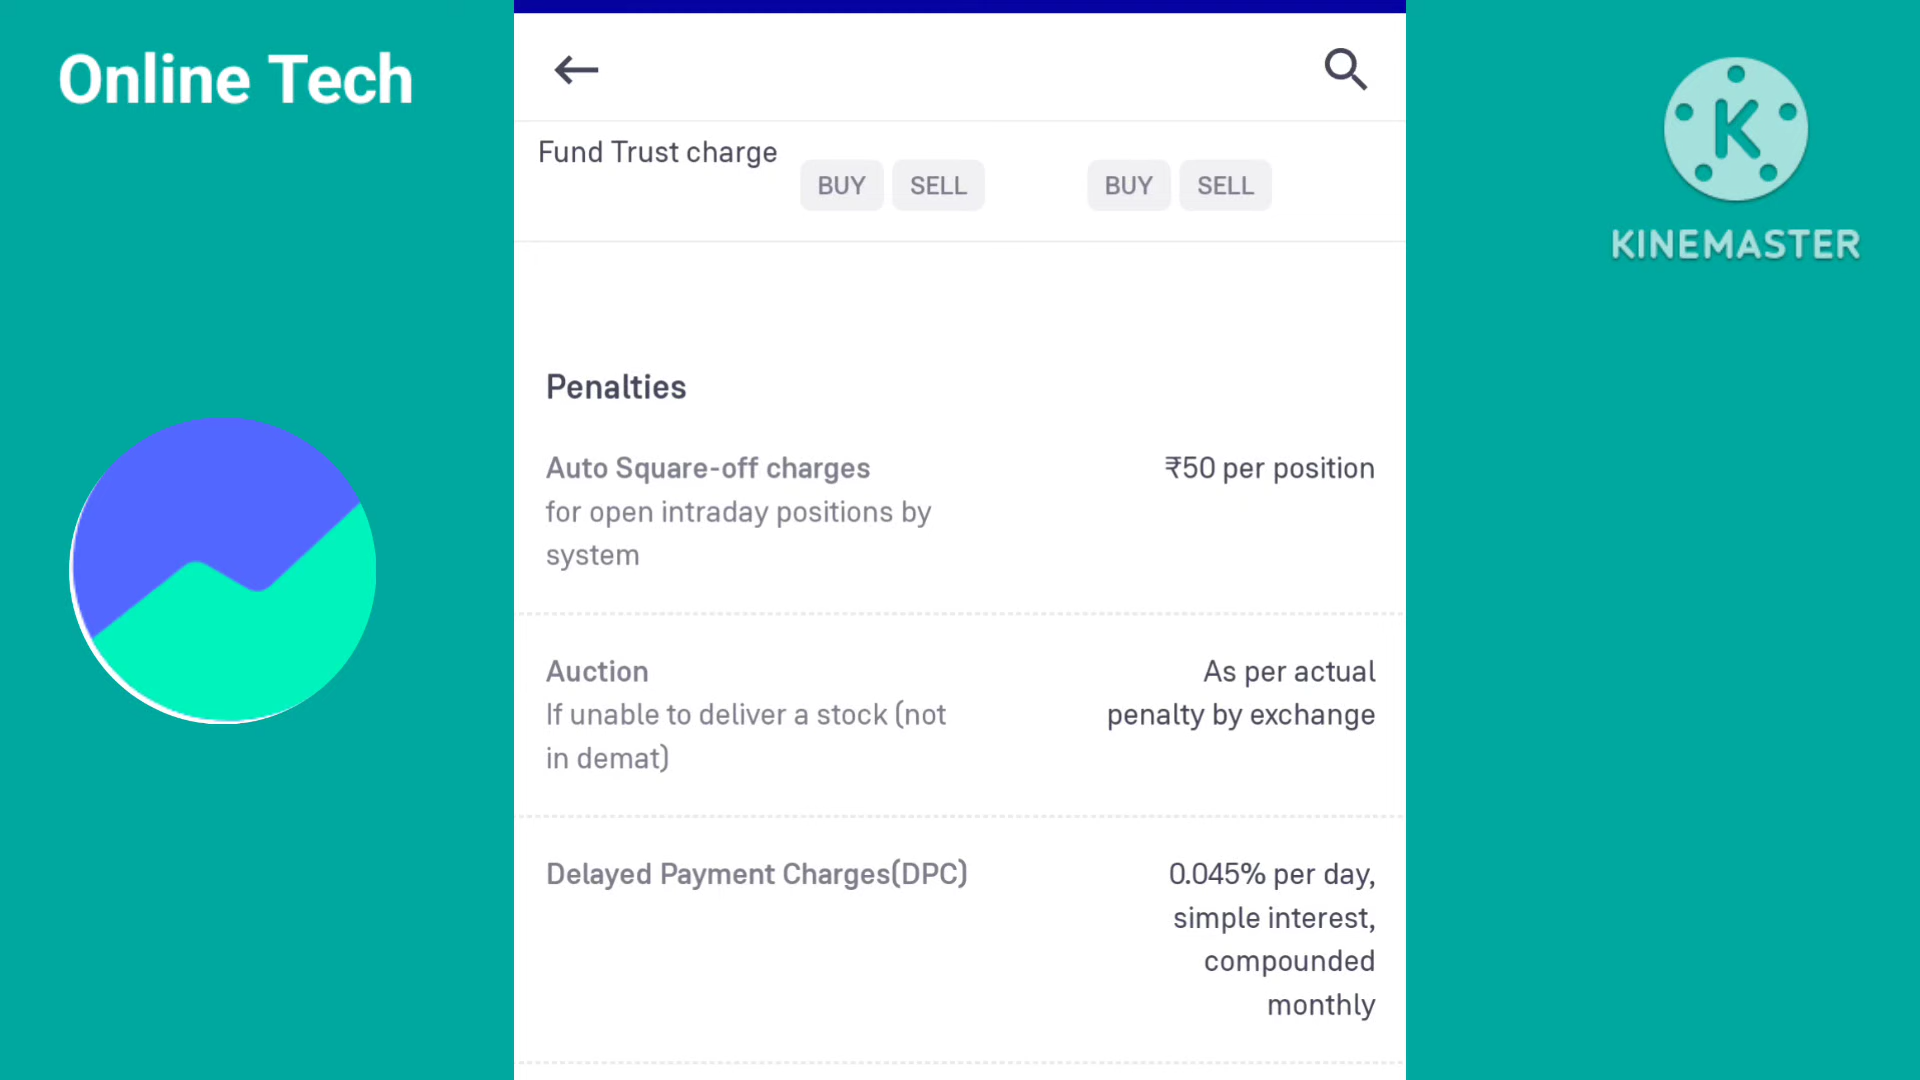 Online Tech
K
KINEMASTER
Fund Trust charge
BUY SELL BUY SELL
Penalties
Auto Square-off charges ₹50 per position
for open intraday positions by
system
Auction As per actual
If unable to deliver a stock (not penalty by exchange
in demat)
Delayed Payment Charges(DPC) 0.045% per day,
simple interest,
compounded
monthly